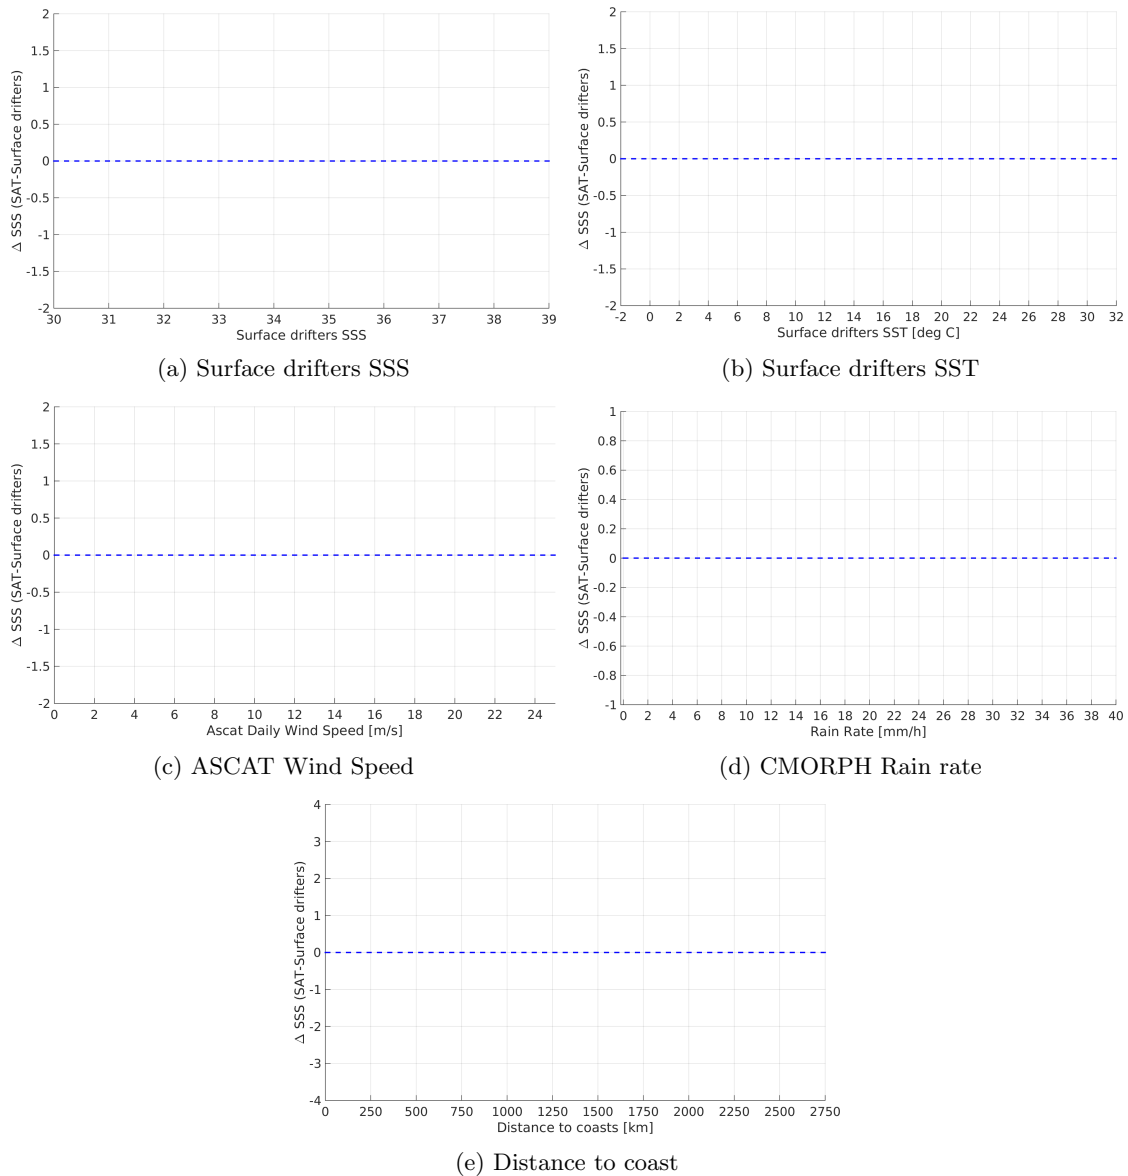 2
1.5
1
0.5
0
-0.5
-1
-1.5
-2
Δ SSS (SAT-Surface drifters)
30 31 32 33 34 35 36 37 38 39
Surface drifters SSS
(a) Surface drifters SSS
2
1.5
1
0.5
0
-0.5
-1
-1.5
-2
Δ SSS (SAT-Surface drifters)
-2 0 2 4 6 8 10 12 14 16 18 20 22 24 26 28 30 32
Surface drifters SST [deg C]
(b) Surface drifters SST
2
1.5
1
0.5
0
-0.5
-1
-1.5
-2
Δ SSS (SAT-Surface drifters)
0 2 4 6 8 10 12 14 16 18 20 22 24
Ascat Daily Wind Speed [m/s]
(c) ASCAT Wind Speed
1
0.8
0.6
0.4
0.2
0
-0.2
-0.4
-0.6
-0.8
-1
Δ SSS (SAT-Surface drifters)
0 2 4 6 8 10 12 14 16 18 20 22 24 26 28 30 32 34 36 38 40
Rain Rate [mm/h]
(d) CMORPH Rain rate
4
3
2
1
0
-1
-2
-3
-4
Δ SSS (SAT-Surface drifters)
0 250 500 750 1000 1250 1500 1750 2000 2250 2500 2750
Distance to coasts [km]
(e) Distance to coast